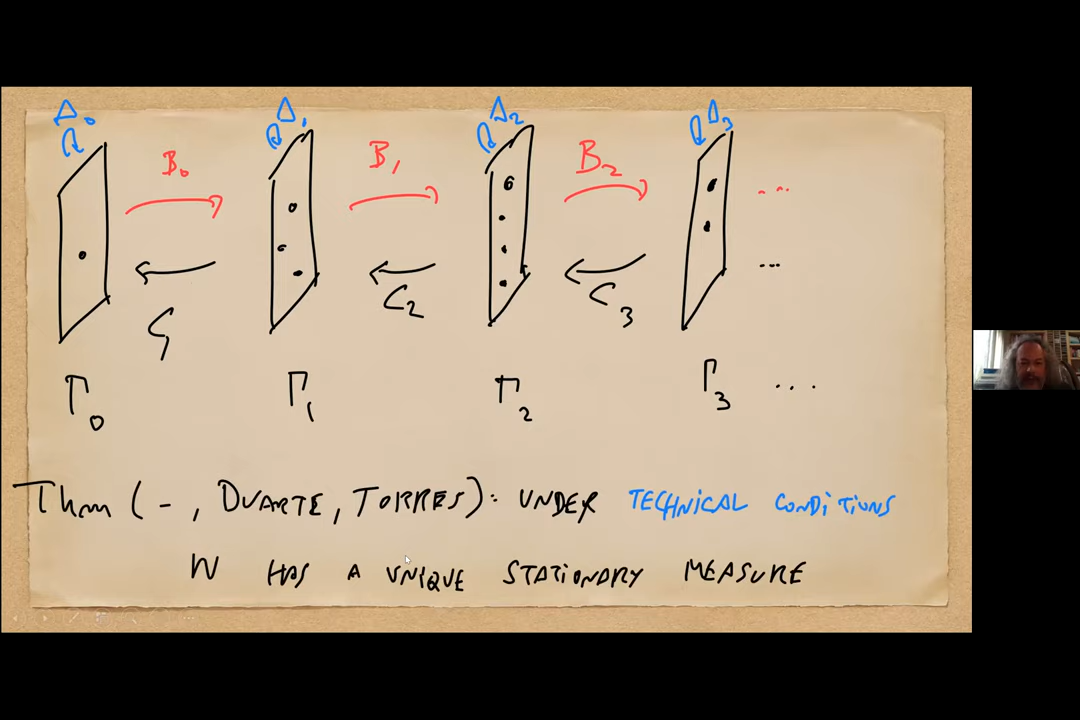 Δ₀ Δ₁ Δ₂ Δ₃
B₀ B₁ B₂ ...
C₁ C₂ C₃ ...
Γ₀ Γ₁ Γ₂ Γ₃ ...
Thm (-, DUARTE, TORRES): UNDER TECHNICAL CONDITIONS
W HAS A UNIQUE STATIONARY MEASURE